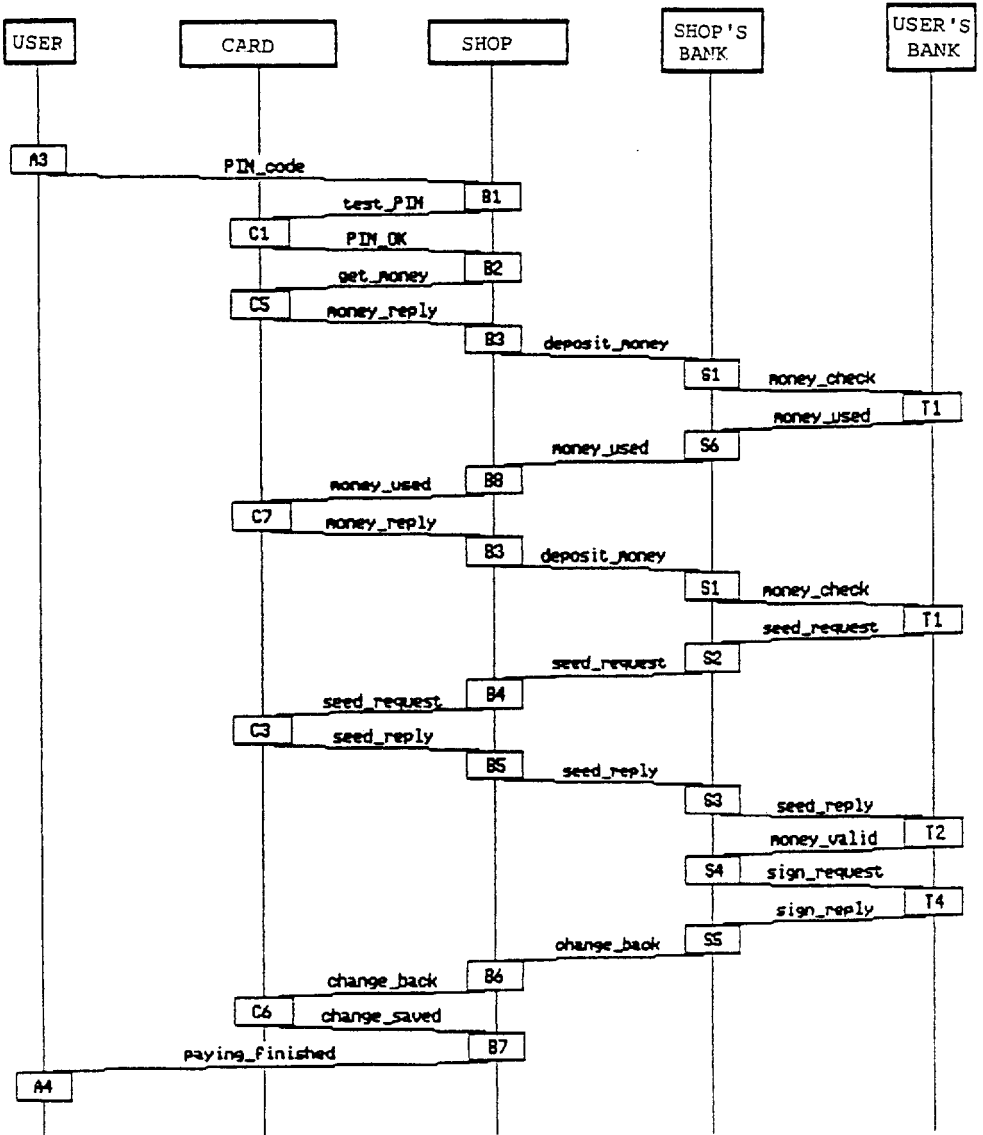 USER
CARD
SHOP
SHOP'S
BANK
USER'S
BANK
A3
PIN_code
B1
test_PIN
C1
PIN_OK
B2
get_money
C5
money_reply
B3
deposit_money
S1
money_check
T1
money_used
S6
money_used
B8
money_used
C7
money_reply
B3
deposit_money
S1
money_check
T1
seed_request
S2
seed_request
B4
seed_request
C3
seed_reply
B5
seed_reply
S3
seed_reply
T2
money_valid
S4
sign_request
T4
sign_reply
S5
change_back
B6
change_back
C6
change_saved
B7
paying_finished
A4